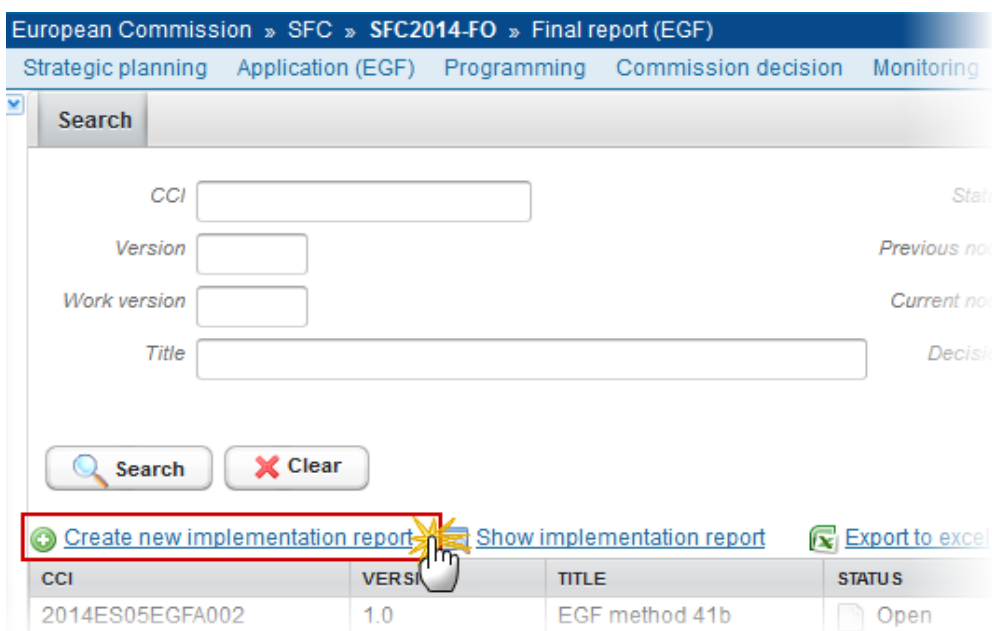 European Commission » SFC » SFC2014-FO » Final report (EGF)
Strategic planning Application (EGF) Programming Commission decision Monitoring
Search
CCI
Version Previous
Work version Current
Title
Search Clear
Create new implementation report Show implementation report Export to excel
CCI TITLE STATUS
2014ES05EGFA002 1.0 EGF method 41b Open